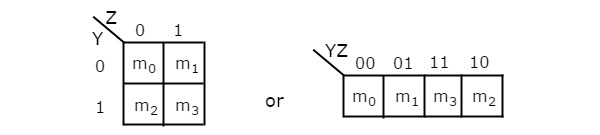 Z
Y 0 1
0 m₀ m₁
1 m₂ m₃
or
YZ 00 01 11 10
m₀ m₁ m₃ m₂